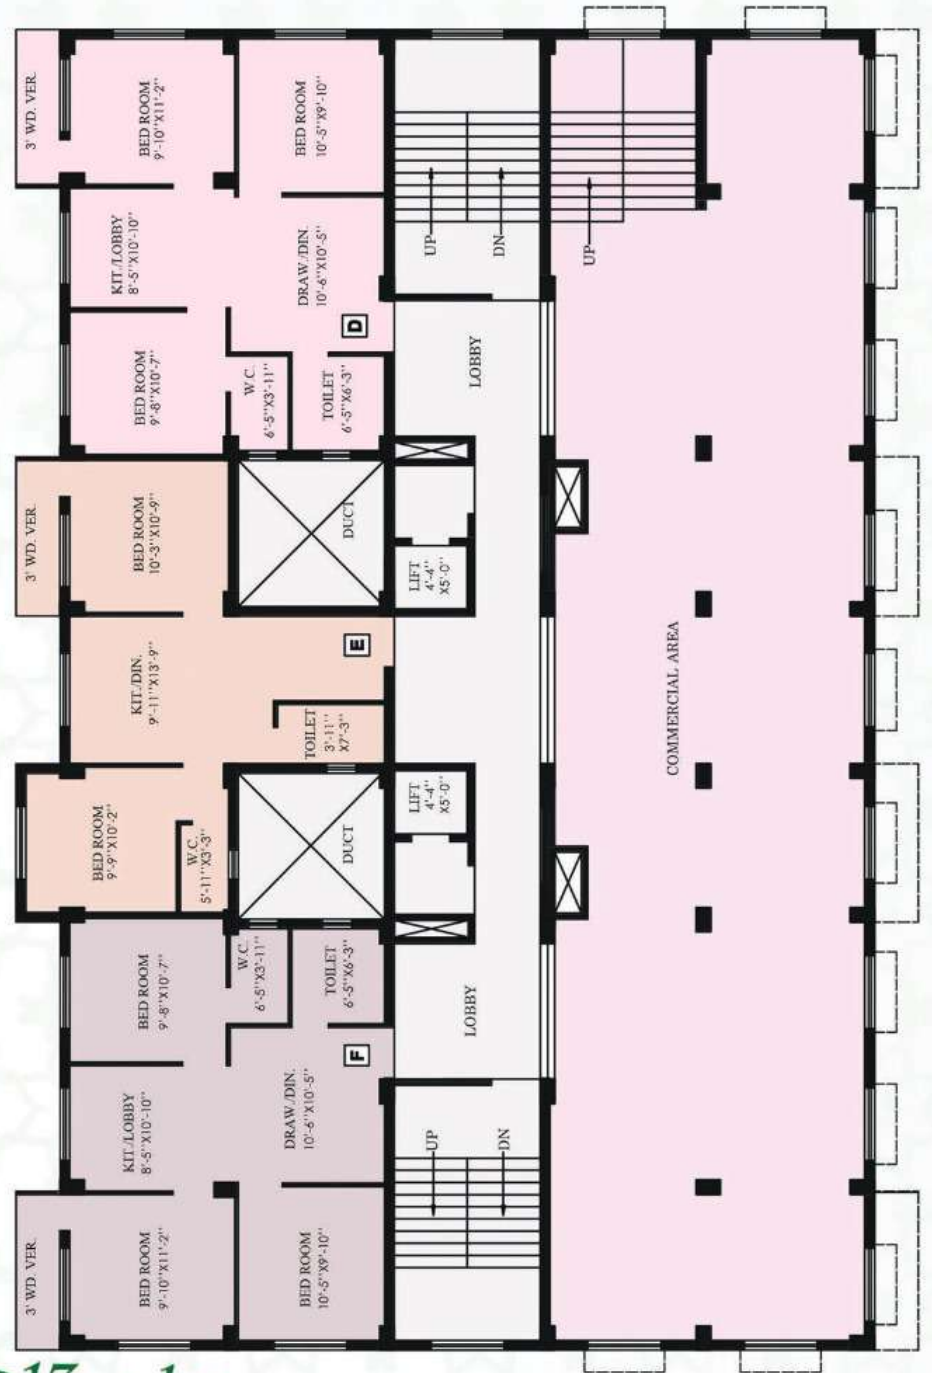 3' WD. VER.
BED ROOM
9'-10"X11'-2"
BED ROOM
10'-5"X9'-10"
KIT./LOBBY
8'-5"X10'-10"
DRAW./DIN.
10'-6"X10'-5"
D
BED ROOM
9'-8"X10'-7"
W.C.
6'-5"X3'-11"
TOILET
6'-5"X6'-3"
UP
DN
UP
LOBBY
3' WD. VER.
BED ROOM
10'-3"X10'-9"
DUCT
LIFT
4'-4"
X5'-0"
KIT./DIN.
9'-11"X13'-9"
E
TOILET
3'-11"
X7'-3"
COMMERCIAL AREA
BED ROOM
9'-9"X10'-2"
W.C.
5'-11"X3'-3"
DUCT
LIFT
4'-4"
X5'-0"
BED ROOM
9'-8"X10'-7"
W.C.
6'-5"X3'-11"
TOILET
6'-5"X6'-3"
LOBBY
F
KIT./LOBBY
8'-5"X10'-10"
DRAW./DIN.
10'-6"X10'-5"
UP
DN
3' WD. VER.
BED ROOM
9'-10"X11'-2"
BED ROOM
10'-5"X9'-10"